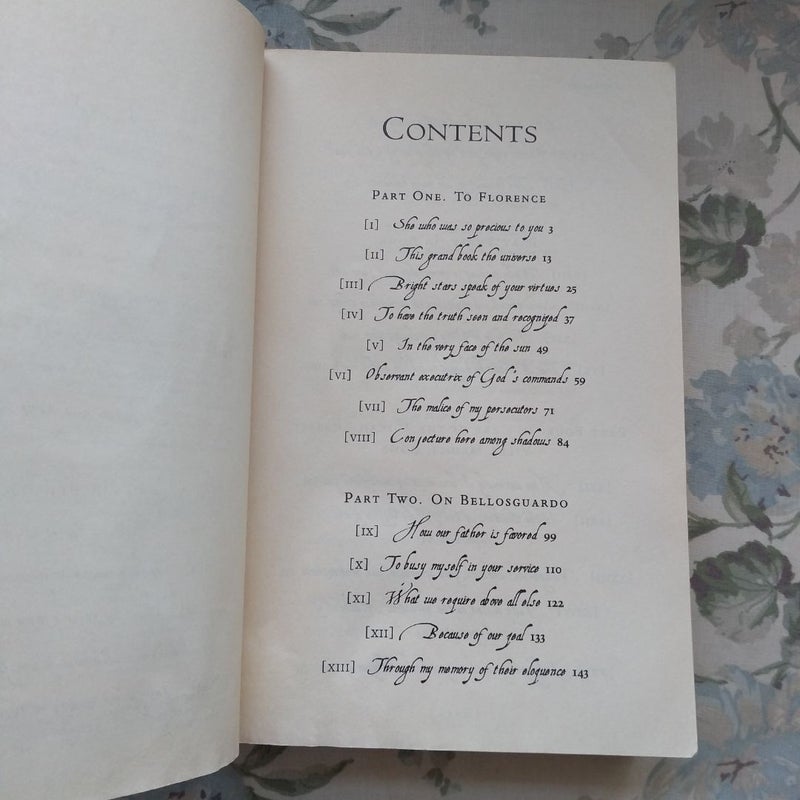 CONTENTS
PART ONE. TO FLORENCE
[I] She who was so precious to you 3
[II] This grand book the universe 13
[III] Bright stars speak of your virtues 25
[IV] To have the truth seen and recognized 37
[V] In the very face of the sun 49
[VI] Observant executrix of God's commands 59
[VII] The malice of my persecutors 71
[VIII] Conjecture here among shadows 84
PART TWO. ON BELLOSGUARDO
[IX] How our father is favored 99
[X] To busy myself in your service 110
[XI] What we require above all else 122
[XII] Because of our zeal 133
[XIII] Through my memory of their eloquence 143